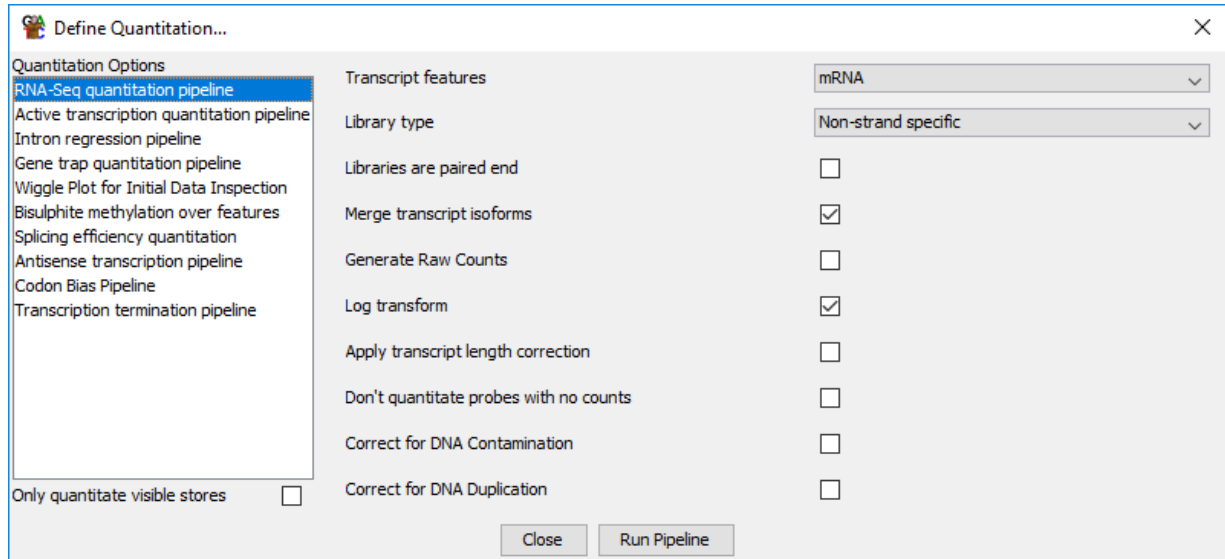 Define Quantitation...
Quantitation Options
RNA-Seq quantitation pipeline
Active transcription quantitation pipeline
Intron regression pipeline
Gene trap quantitation pipeline
Wiggle Plot for Initial Data Inspection
Bisulphite methylation over features
Splicing efficiency quantitation
Antisense transcription pipeline
Codon Bias Pipeline
Transcription termination pipeline
Only quantitate visible stores
Transcript features mRNA
Library type Non-strand specific
Libraries are paired end
Merge transcript isoforms
Generate Raw Counts
Log transform
Apply transcript length correction
Don't quantitate probes with no counts
Correct for DNA Contamination
Correct for DNA Duplication
Close Run Pipeline